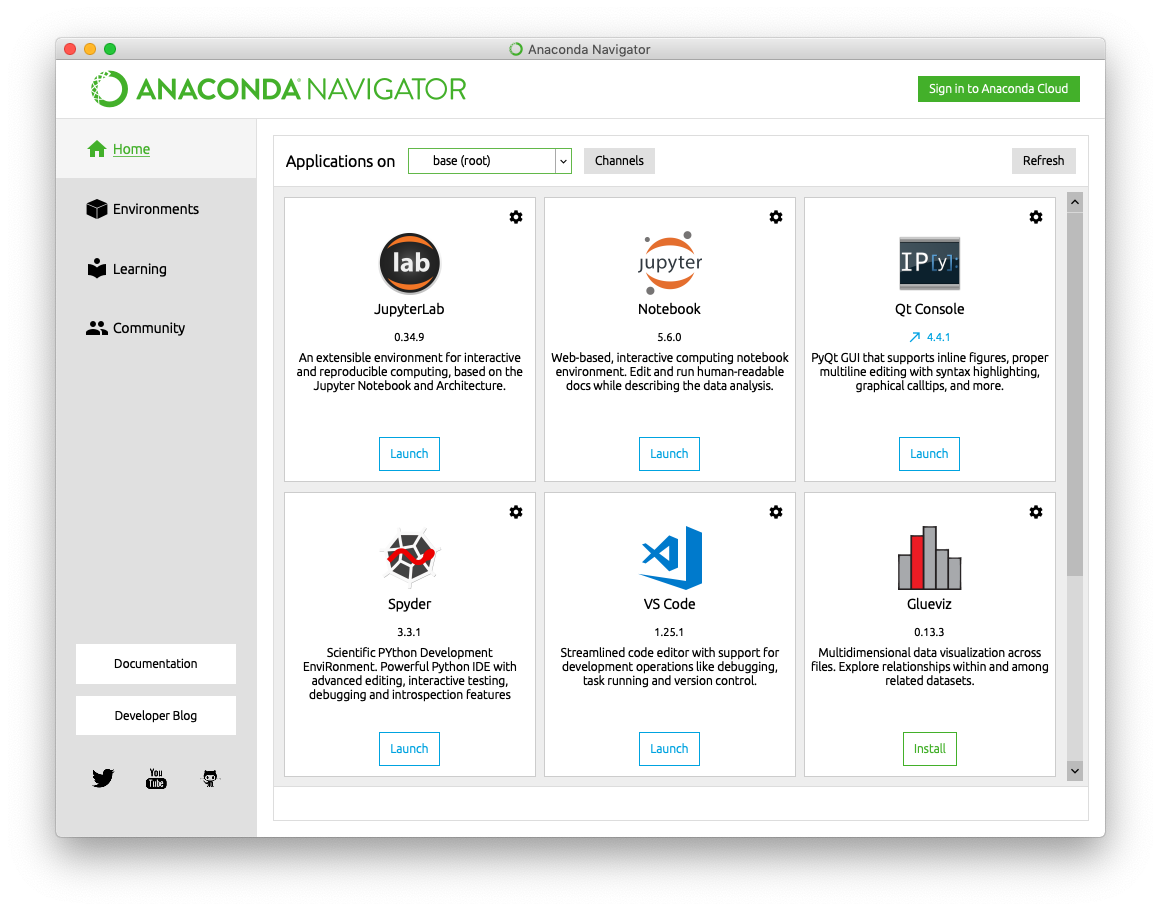 Anaconda Navigator
ANACONDA NAVIGATOR
Sign in to Anaconda Cloud
Home
Environments
Learning
Community
Documentation
Developer Blog
You
Tube
Applications on
base (root)
Channels
Refresh
lab
JupyterLab
0.34.9
An extensible environment for interactive
and reproducible computing, based on the
Jupyter Notebook and Architecture.
Launch
jupyter
Notebook
5.6.0
Web-based, interactive computing notebook
environment. Edit and run human-readable
docs while describing the data analysis.
Launch
IP[y]:
Qt Console
4.4.1
PyQt GUI that supports inline figures, proper
multiline editing with syntax highlighting,
graphical calltips, and more.
Launch
Spyder
3.3.1
Scientific PYthon Development
EnviRonment. Powerful Python IDE with
advanced editing, interactive testing,
debugging and introspection features
Launch
VS Code
1.25.1
Streamlined code editor with support for
development operations like debugging,
task running and version control.
Launch
Glueviz
0.13.3
Multidimensional data visualization across
files. Explore relationships within and among
related datasets.
Install